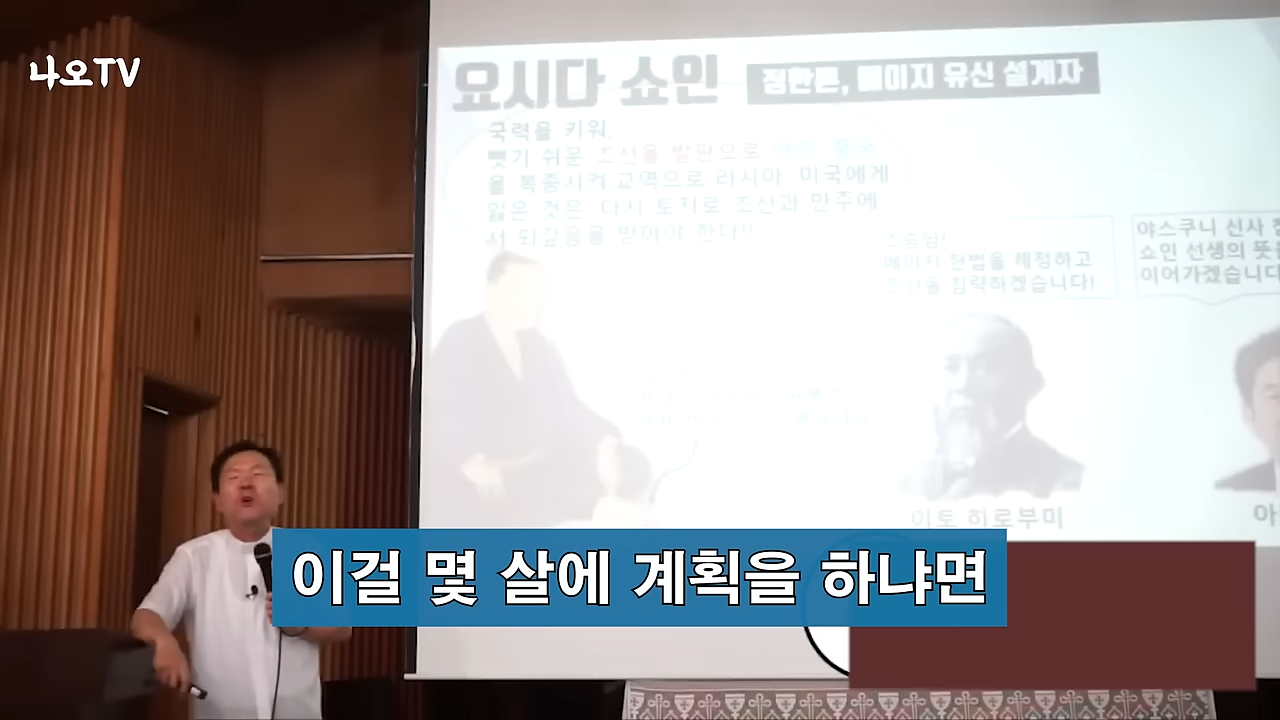 나오TV
요시다 쇼인
정한론, 메이지 유신 설계자
국력을 키워,
뺏기 쉬운 조선을 발판으로
을 복종시켜 교역으로 러시아, 미국에게
잃은 것은 다시 토지로 조선과 만주에
서 되갚음을 받아야 한다!!
스승님!
메이지 헌법을 제정하고
조선을 침략하겠습니다!
야스쿠니 신사
쇼인 선생의 뜻을
이어가겠습니다
이토 히로부미
이걸 몇 살에 계획을 하냐면